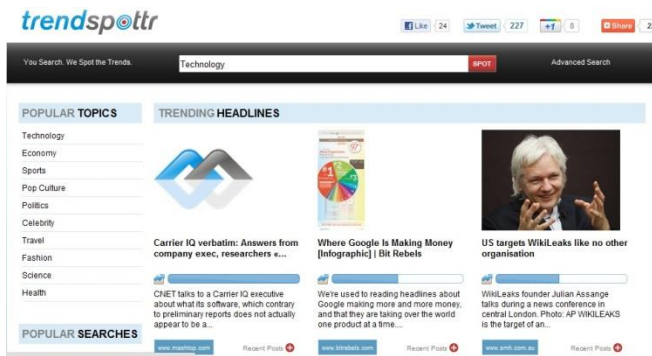 trendspottr
Like 24 Tweet 227 +1 8 Share
You Search. We Spot the Trends. Technology SPOT Advanced Search
POPULAR TOPICS
Technology
Economy
Sports
Pop Culture
Politics
Celebrity
Travel
Fashion
Science
Health
POPULAR SEARCHES
TRENDING HEADLINES
Carrier IQ verbatim: Answers from
company exec, researchers «...
CNET talks to a Carrier IQ executive
about what its software, which contrary
to preliminary reports does not actually
appear to be a...
www.mashtop.com Recent Posts
#1
Where Google Is Making Money
[Infographic] | Bit Rebels
We're used to reading headlines about
Google making more and more money,
and that they are taking over the world
one product at a time....
www.bitrebels.com Recent Posts
US targets WikiLeaks like no other
organisation
WikiLeaks founder Julian Assange
talks during a news conference in
central London. Photo: AP WIKILEAKS
is the target of an...
www.smh.com.au Recent Posts